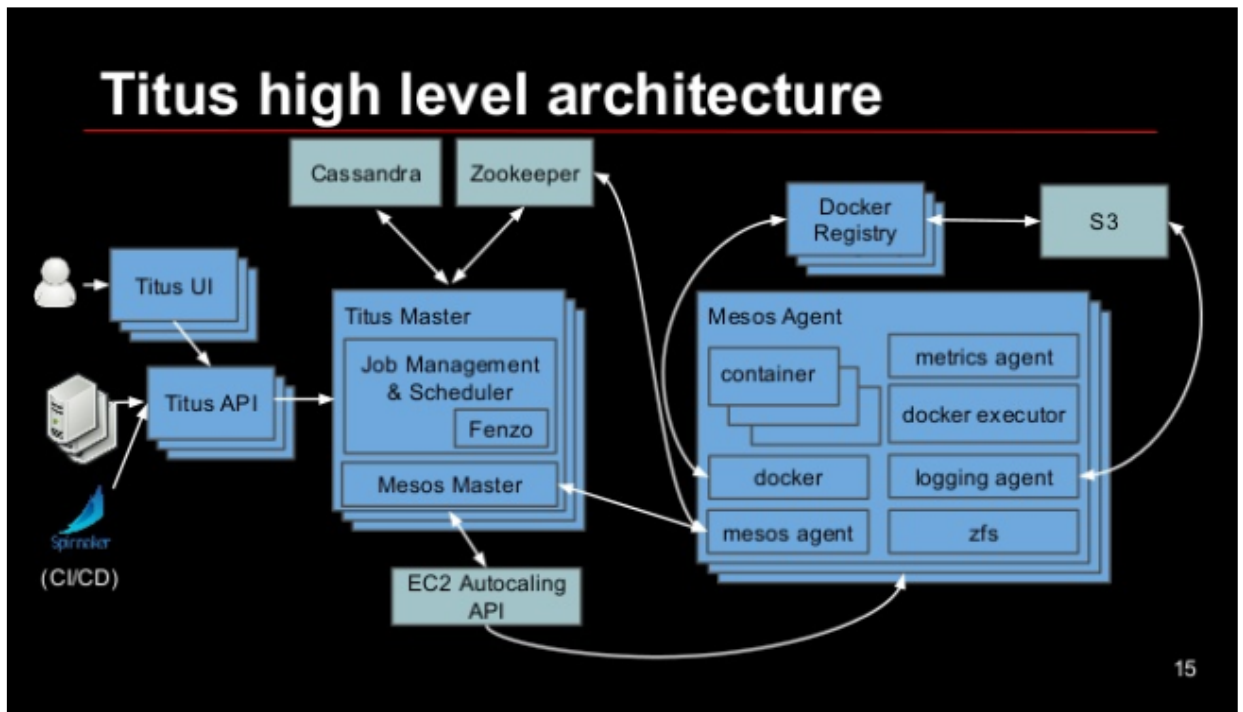 Titus high level architecture
Cassandra
Zookeeper
Docker
Registry
S3
Titus UI
Titus Master
Job Management
& Scheduler
Fenzo
Mesos Master
Titus API
Spinnaker
(CI/CD)
EC2 Autocaling
API
Mesos Agent
container
metrics agent
docker executor
docker
logging agent
mesos agent
zfs
15